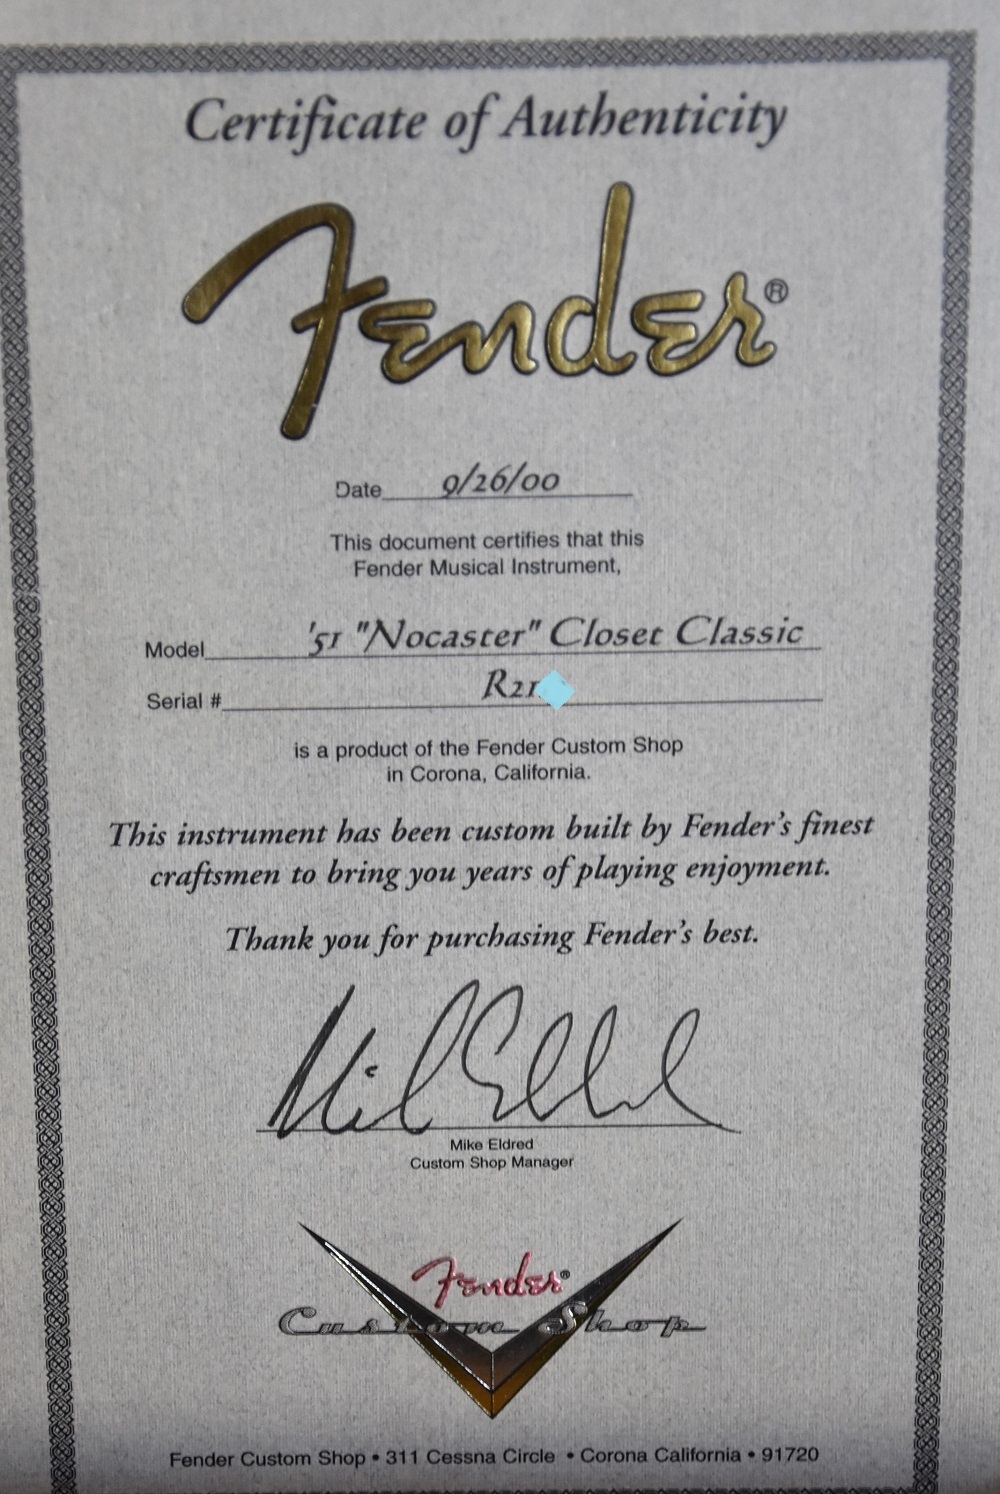 Certificate of Authenticity
Fender®
Date 9/26/00
This document certifies that this
Fender Musical Instrument,
Model '51 "Nocaster" Closet Classic
Serial # R21
is a product of the Fender Custom Shop
in Corona, California.
This instrument has been custom built by Fender's finest
craftsmen to bring you years of playing enjoyment.
Thank you for purchasing Fender's best.
Mike Eldred
Mike Eldred
Custom Shop Manager
Fender®
Custom Shop
Fender Custom Shop • 311 Cessna Circle • Corona California • 91720